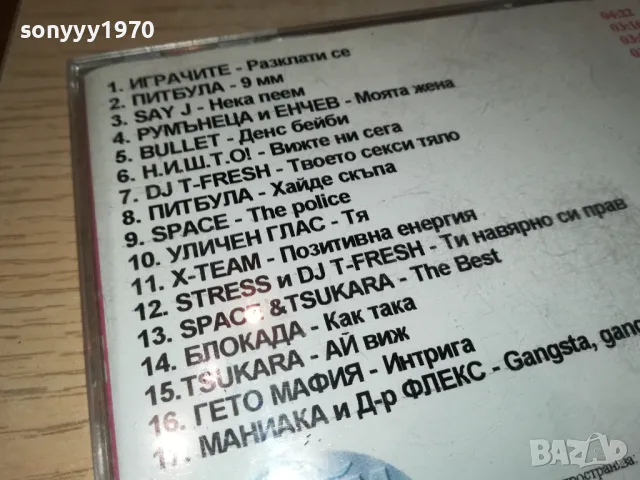 sonyyy1970
04:22
1. ИГРАЧИТЕ - Разклати се
2. ПИТБУЛА - 9 мм
3. SAY J - Нека пеем
4. РУМЪНЕЦА и ЕНЧЕВ - Моята жена
5. BULLET - Денс бейби
6. Н.И.Ш.Т.О! - Вижте ни сега
7. DJ T-FRESH - Твоето секси тяло
8. ПИТБУЛА - Хайде скъпа
9. SPACE - The police
10. УЛИЧЕН ГЛАС - Тя
11. X-TEAM - Позитивна енергия
12. STRESS и DJ T-FRESH - Ти навярно си прав
13. SPACE &TSUKARA - The Best
14. БЛОКАДА - Как така
15.TSUKARA - АЙ виж
16. ГЕТО МАФИЯ - Интрига
17. МАНИАКА и Д-р ФЛЕКС - Gangsta, gang
bazar